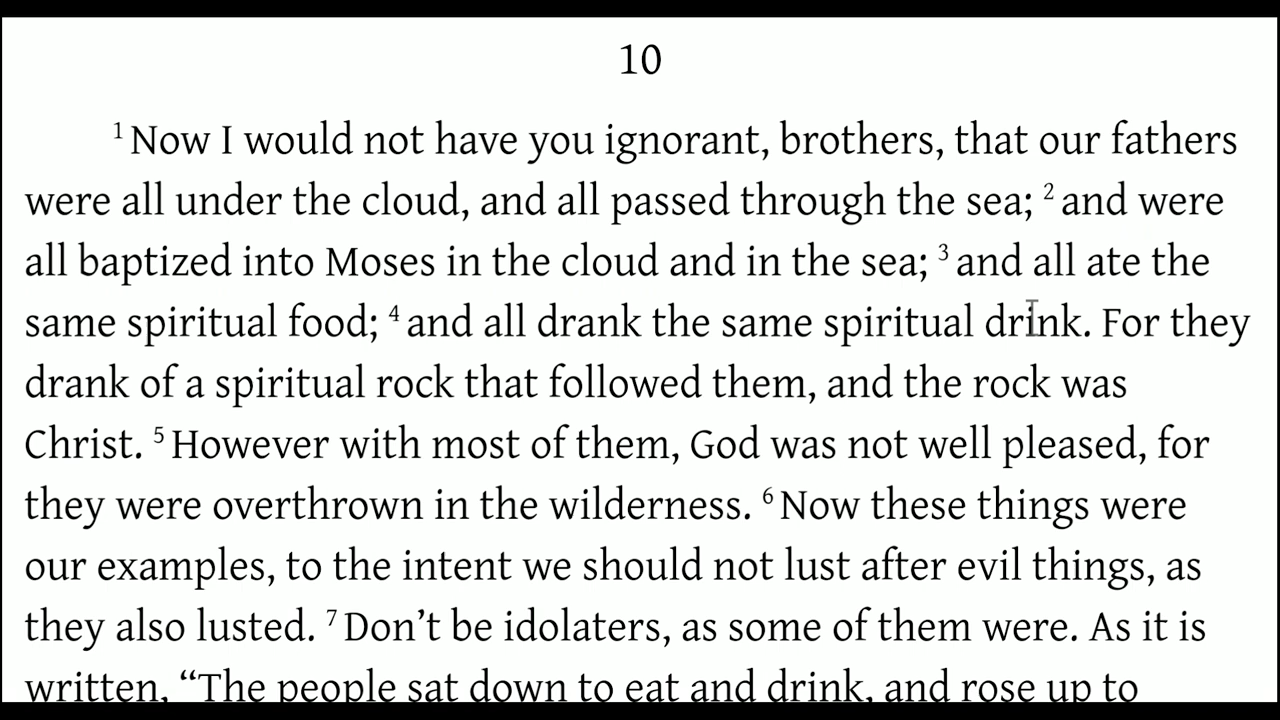 10
1 Now I would not have you ignorant, brothers, that our fathers
were all under the cloud, and all passed through the sea; 2 and were
all baptized into Moses in the cloud and in the sea; 3 and all ate the
same spiritual food; 4 and all drank the same spiritual drink. For they
drank of a spiritual rock that followed them, and the rock was
Christ. 5 However with most of them, God was not well pleased, for
they were overthrown in the wilderness. 6 Now these things were
our examples, to the intent we should not lust after evil things, as
they also lusted. 7 Don’t be idolaters, as some of them were. As it is
written, “The people sat down to eat and drink, and rose up to